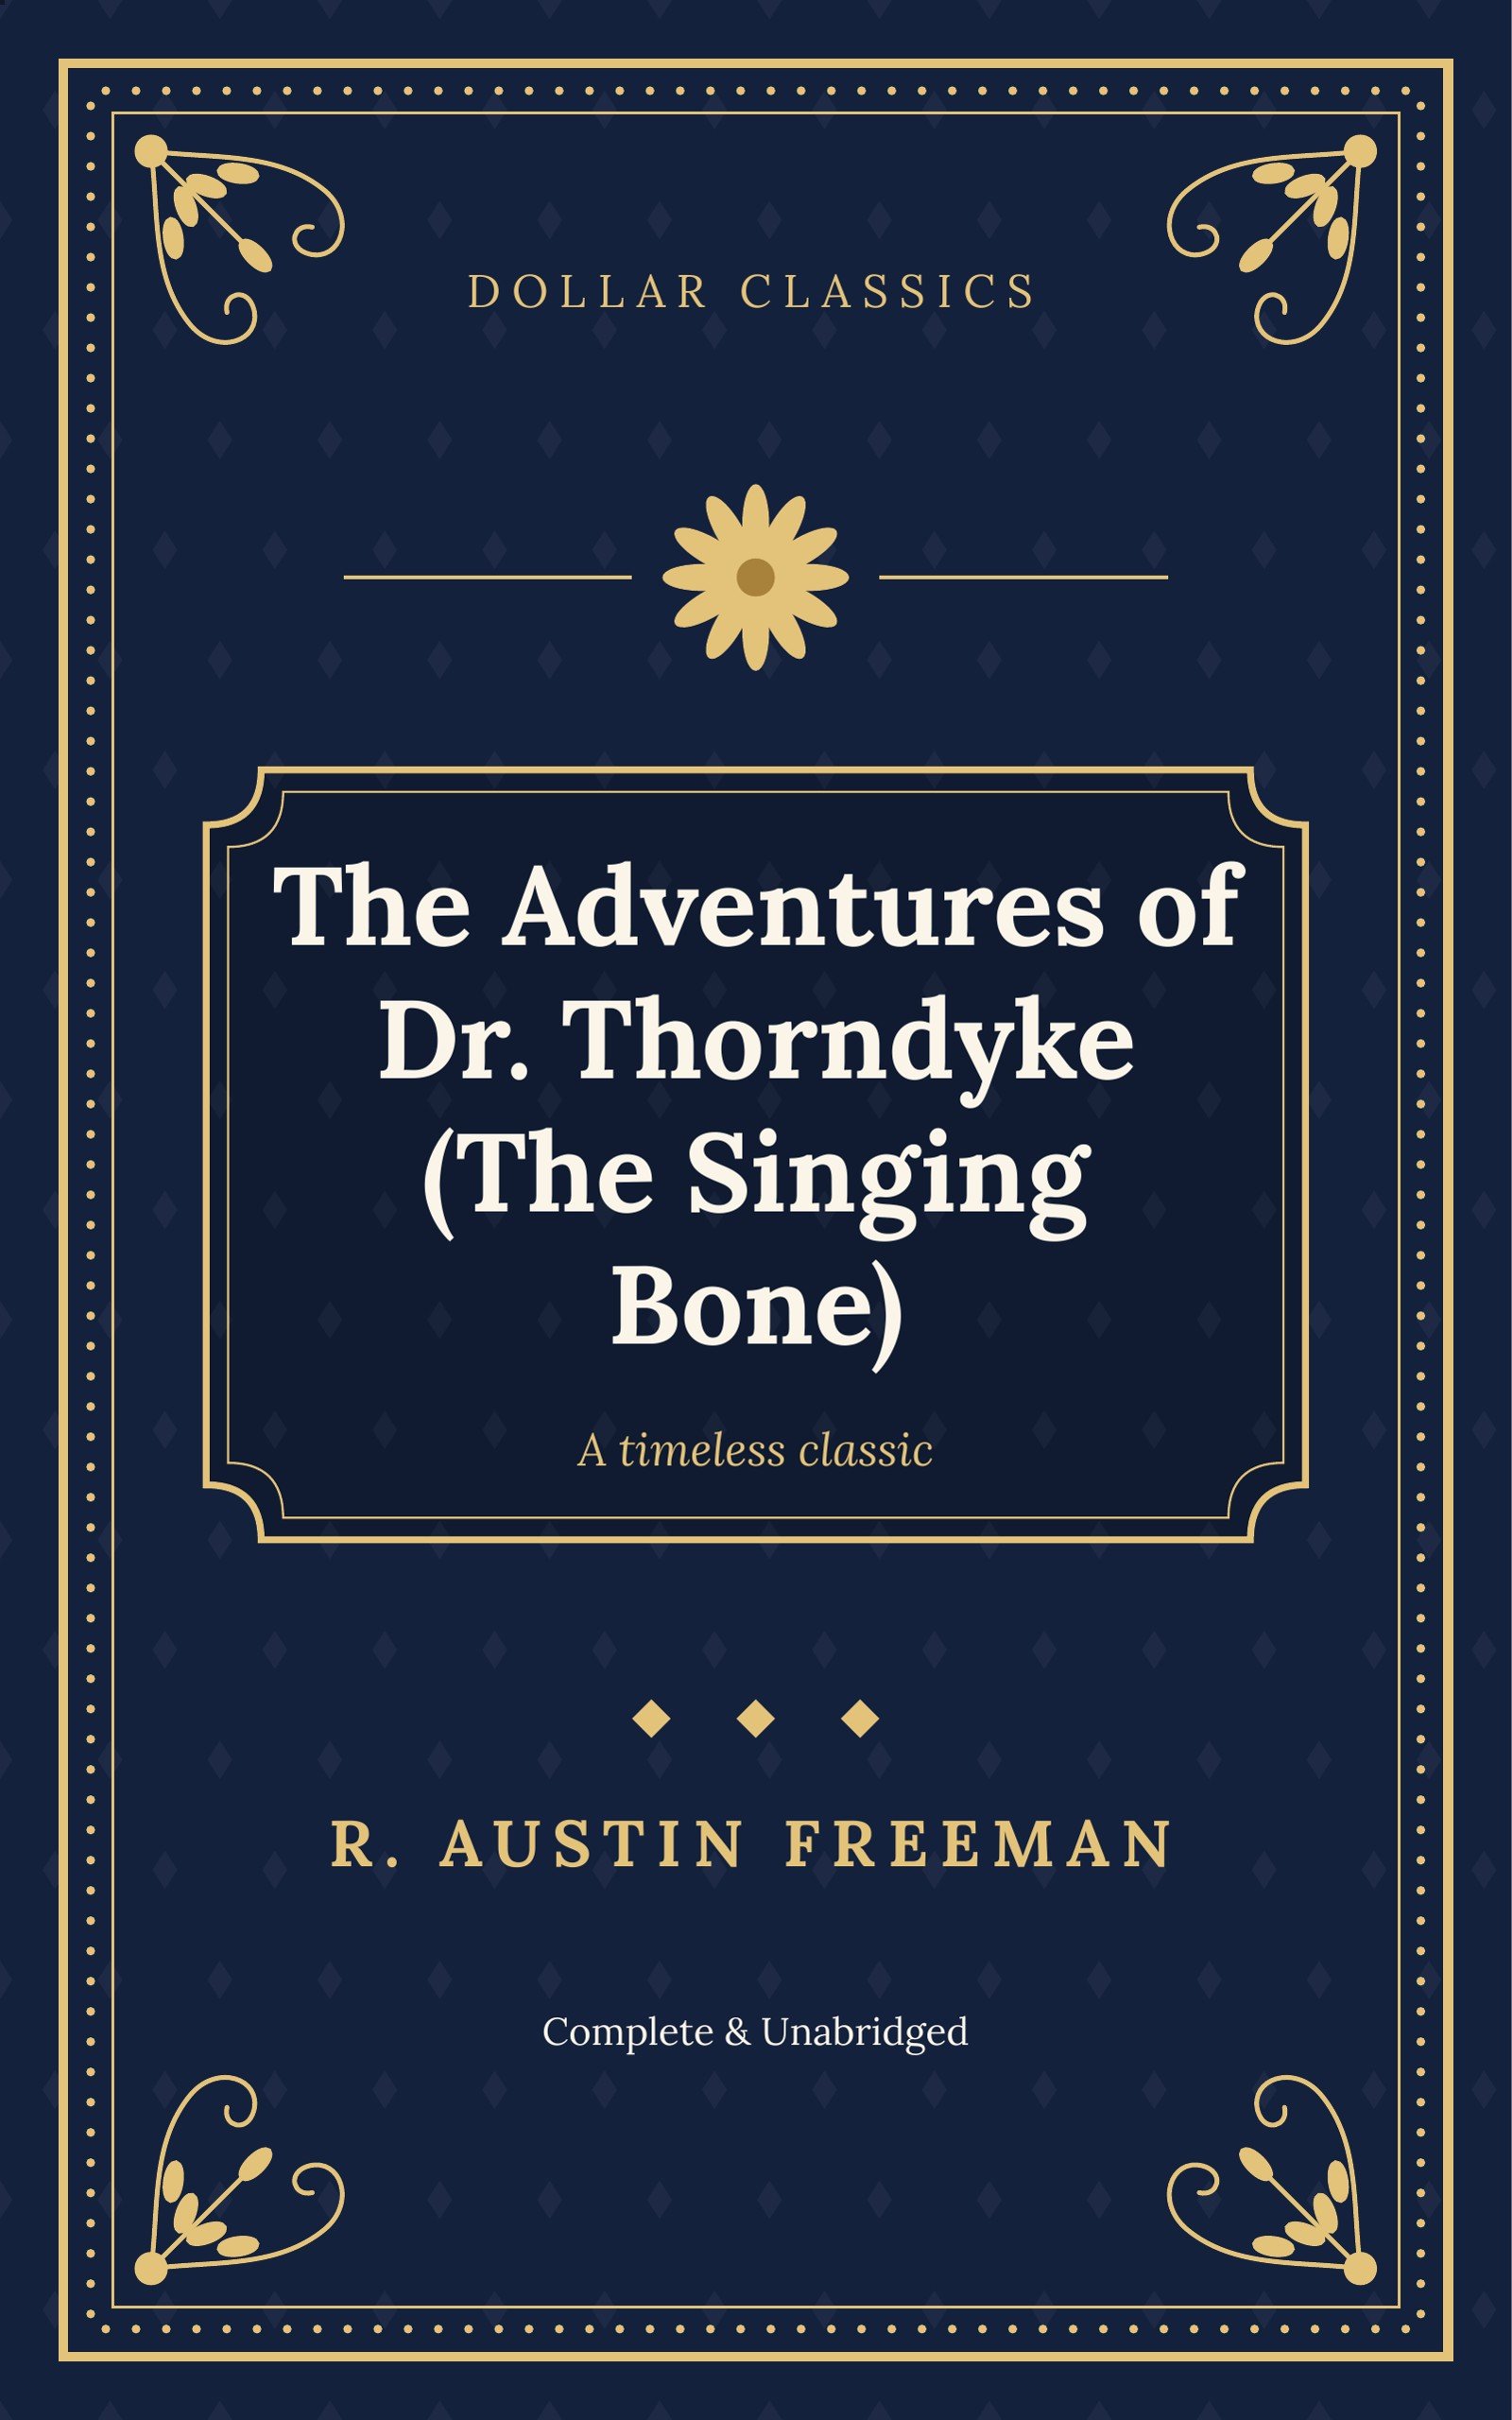 DOLLAR CLASSICS
The Adventures of
Dr. Thorndyke
(The Singing
Bone)
A timeless classic
R. AUSTIN FREEMAN
Complete & Unabridged